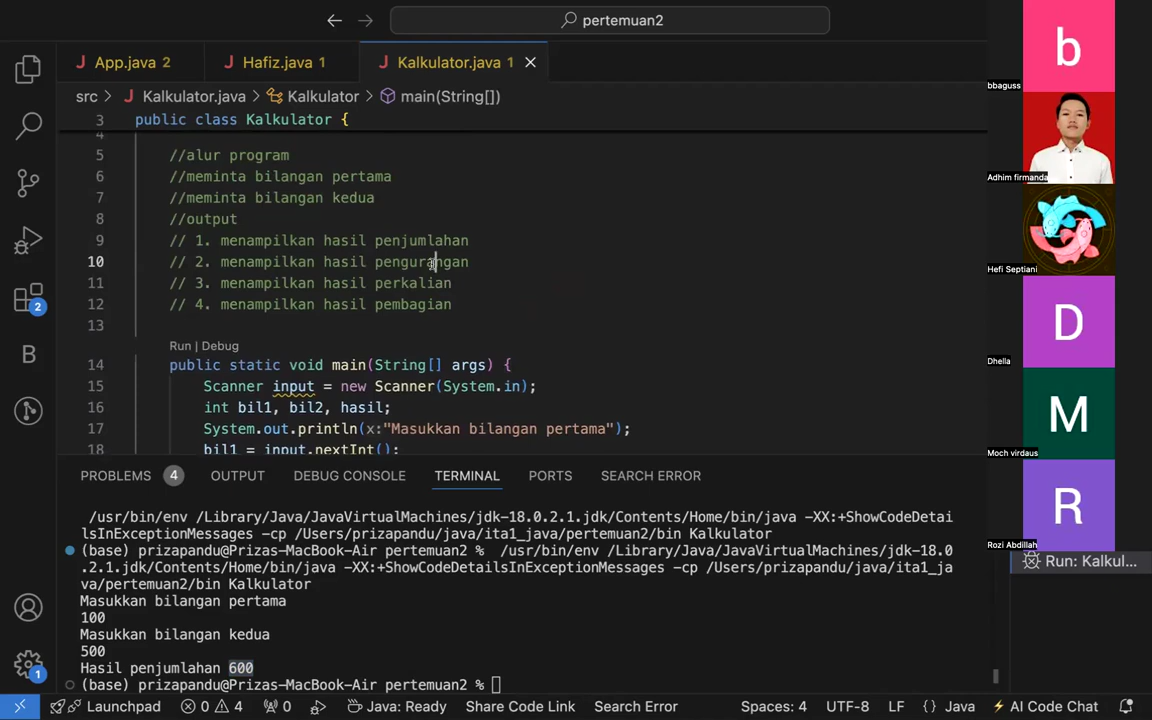 pertemuan2
App.java 2
Hafiz.java 1
Kalkulator.java 1
src > Kalkulator.java > Kalkulator > main(String[])
3 public class Kalkulator {
4
5 //alur program
6 //meminta bilangan pertama
7 //meminta bilangan kedua
8 //output
9 // 1. menampilkan hasil penjumlahan
10 // 2. menampilkan hasil pengurangan
11 // 3. menampilkan hasil perkalian
12 // 4. menampilkan hasil pembagian
13
Run | Debug
14 public static void main(String[] args) {
15 Scanner input = new Scanner(System.in);
16 int bil1, bil2, hasil;
17 System.out.println(x:"Masukkan bilangan pertama");
18 bil1 = input.nextInt();
PROBLEMS 4 OUTPUT DEBUG CONSOLE TERMINAL PORTS SEARCH ERROR
/usr/bin/env /Library/Java/JavaVirtualMachines/jdk-18.0.2.1.jdk/Contents/Home/bin/java -XX:+ShowCodeDetai
lsInExceptionMessages -cp /Users/prizapandu/java/ita1_java/pertemuan2/bin Kalkulator
(base) prizapandu@Prizas-MacBook-Air pertemuan2 % /usr/bin/env /Library/Java/JavaVirtualMachines/jdk-18.0
.2.1.jdk/Contents/Home/bin/java -XX:+ShowCodeDetailsInExceptionMessages -cp /Users/prizapandu/java/ita1_ja
va/pertemuan2/bin Kalkulator
Masukkan bilangan pertama
100
Masukkan bilangan kedua
500
Hasil penjumlahan 600
(base) prizapandu@Prizas-MacBook-Air pertemuan2 %
Run: Kalkul...
2
B
1
Launchpad 0 4 0 Java: Ready Share Code Link Search Error Spaces: 4 UTF-8 LF {} Java AI Code Chat
b
bbaguss
Adhim firmanda
Hefi Septiani
D
Dhella
M
Moch virdaus
R
Rozi Abdillah